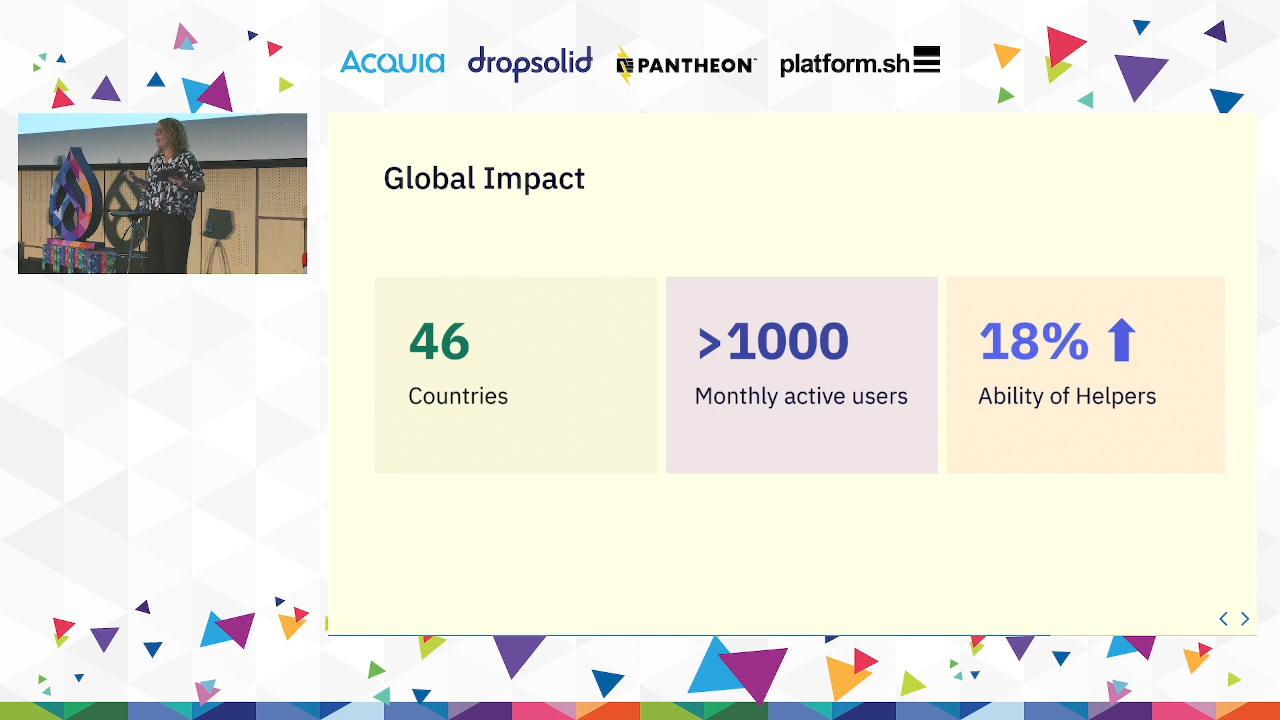 Acquia
dropsolid
PANTHEON
platform.sh
Global Impact
46
Countries
>1000
Monthly active users
18% ⬆
Ability of Helpers